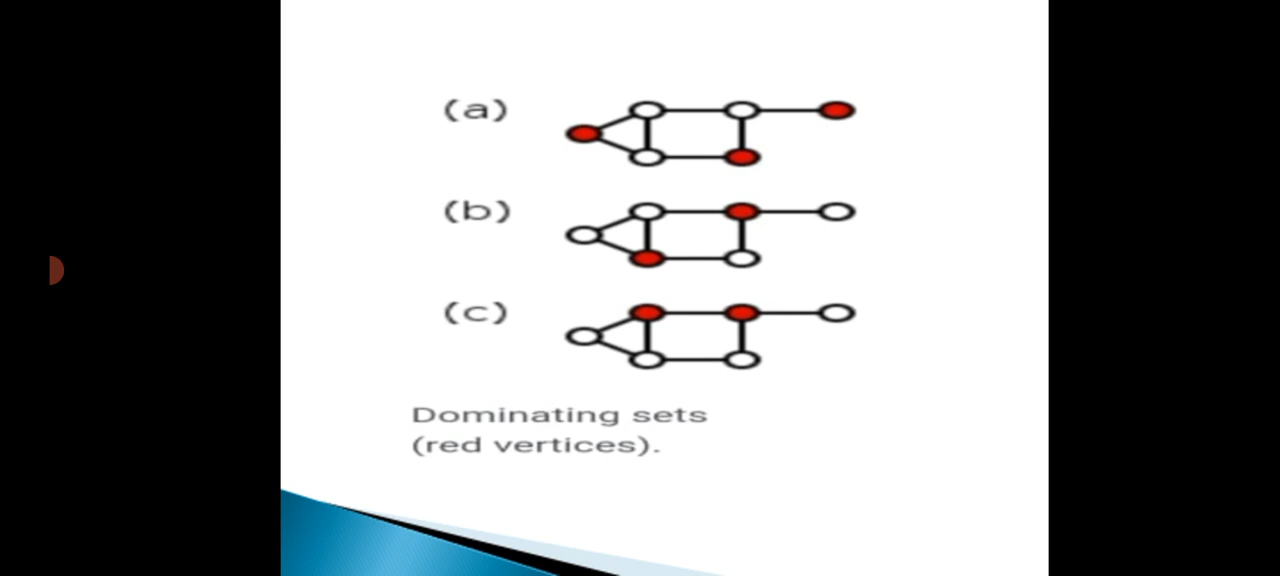 (a)
(b)
(c)
Dominating sets
(red vertices).